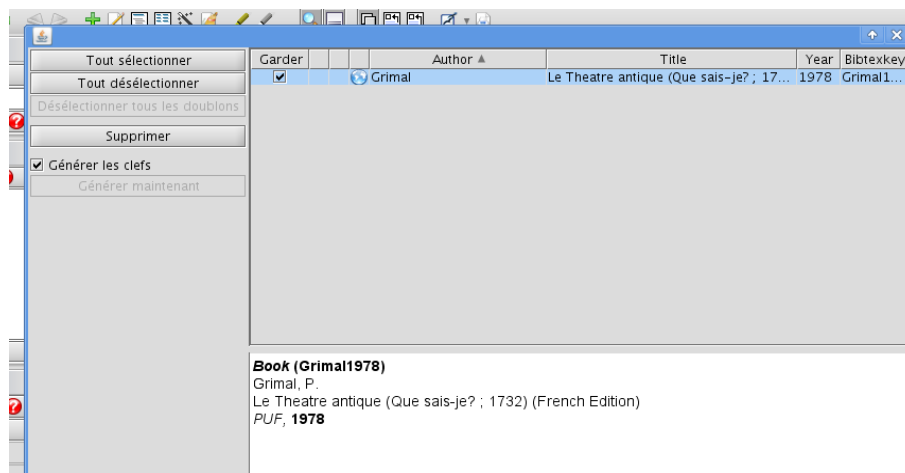 Tout sélectionner
Tout désélectionner
Désélectionner tous les doublons
Supprimer
Générer les clefs
Générer maintenant
Garder Author Title Year Bibtexkey
Grimal Le Theatre antique (Que sais-je? ; 17... 1978 Grimal1...
Book (Grimal1978)
Grimal, P.
Le Theatre antique (Que sais-je? ; 1732) (French Edition)
PUF, 1978